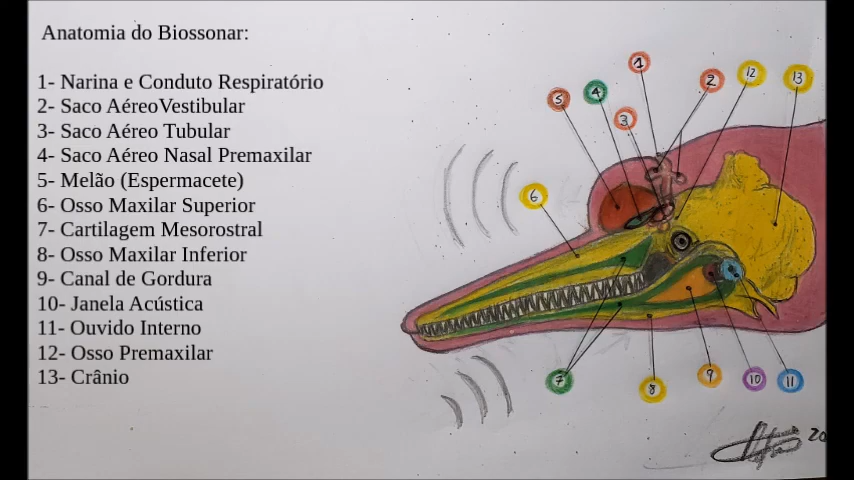 Anatomia do Biossonar:
1- Narina e Conduto Respiratório
2- Saco AéreoVestibular
3- Saco Aéreo Tubular
4- Saco Aéreo Nasal Premaxilar
5- Melão (Espermacete)
6- Osso Maxilar Superior
7- Cartilagem Mesorostral
8- Osso Maxilar Inferior
9- Canal de Gordura
10- Janela Acústica
11- Ouvido Interno
12- Osso Premaxilar
13- Crânio
1
2
12
13
5
4
3
6
7
8
9
10
11
20